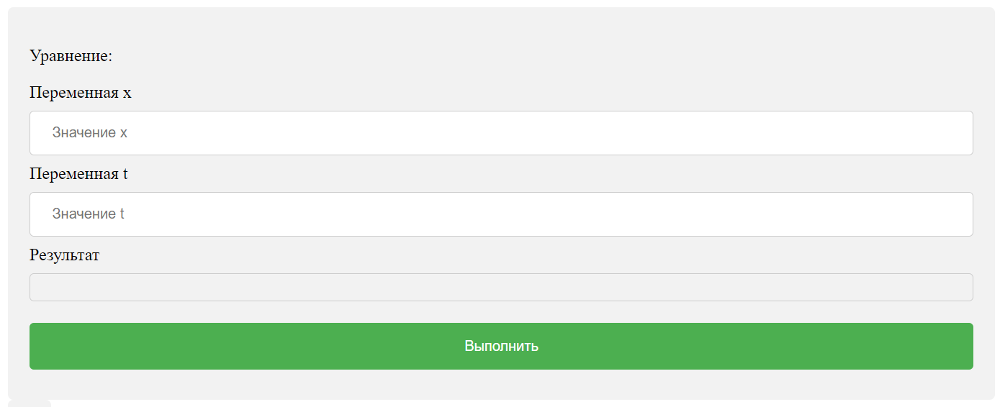 Уравнение:
Переменная x
Значение x
Переменная t
Значение t
Результат
Выполнить